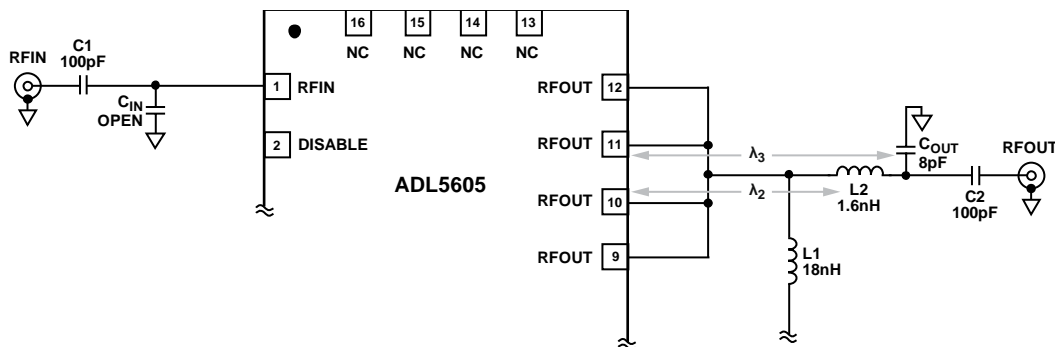 16 15 14 13
NC NC NC NC
RFIN
C1
100pF
C_IN
OPEN
1 RFIN
2 DISABLE
ADL5605
RFOUT 12
RFOUT 11
RFOUT 10
RFOUT 9
λ3
λ2
L2
1.6nH
L1
18nH
C_OUT
8pF
C2
100pF
RFOUT